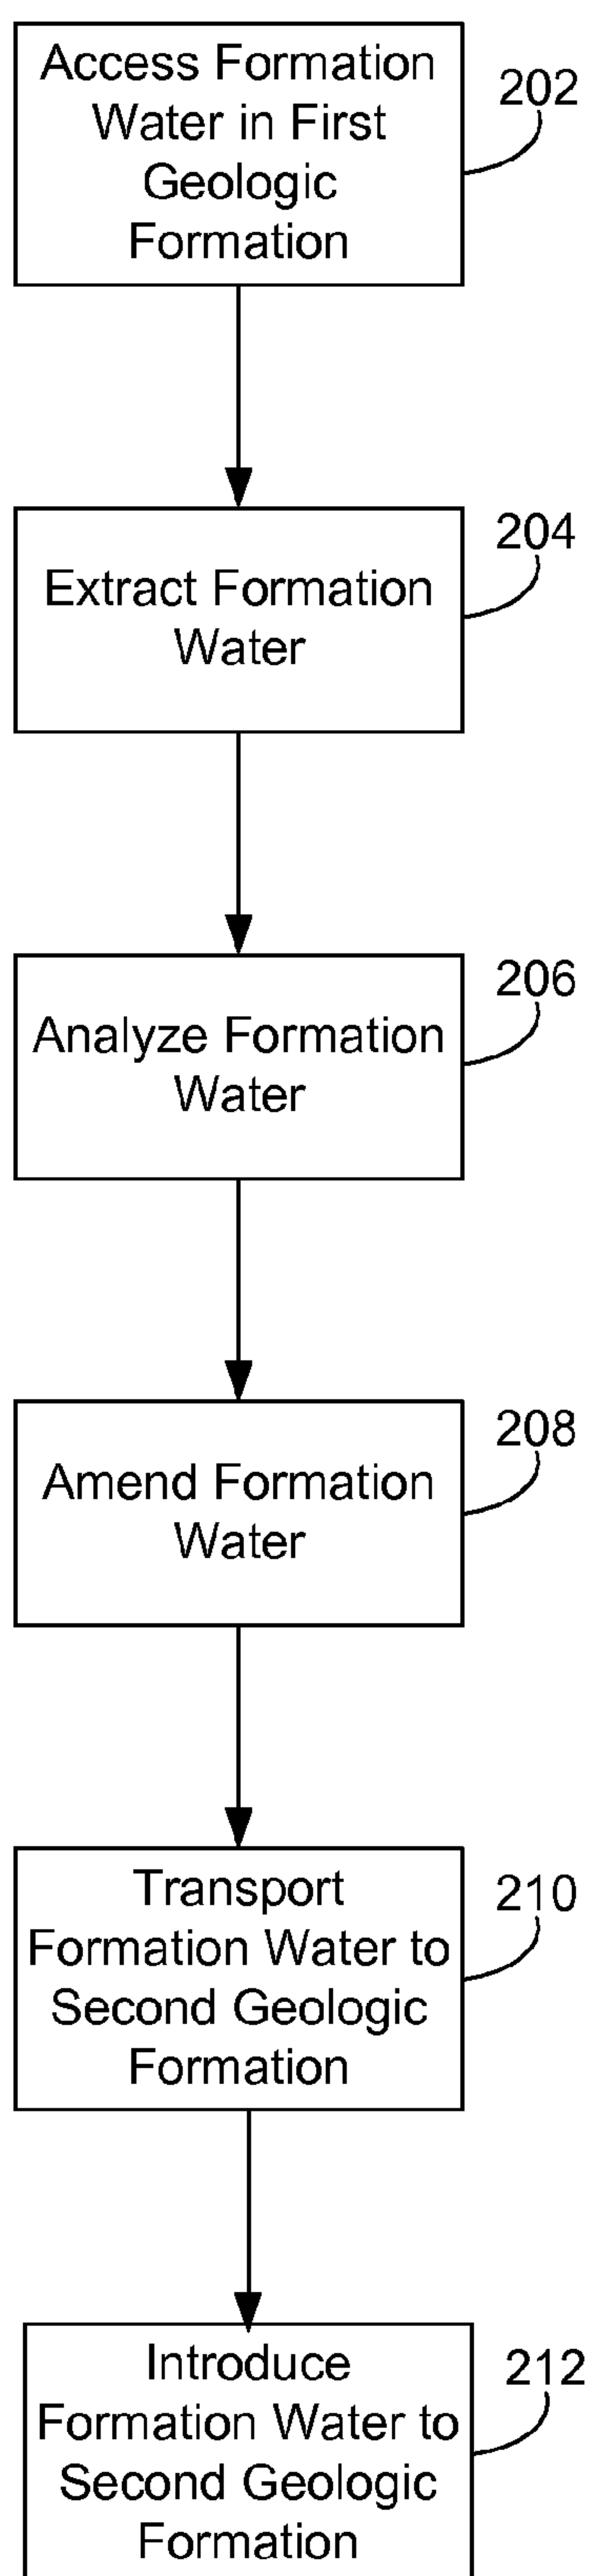 Access Formation
Water in First
Geologic
Formation
202
Extract Formation
Water
204
Analyze Formation
Water
206
Amend Formation
Water
208
Transport
Formation Water to
Second Geologic
Formation
210
Introduce
Formation Water to
Second Geologic
Formation
212